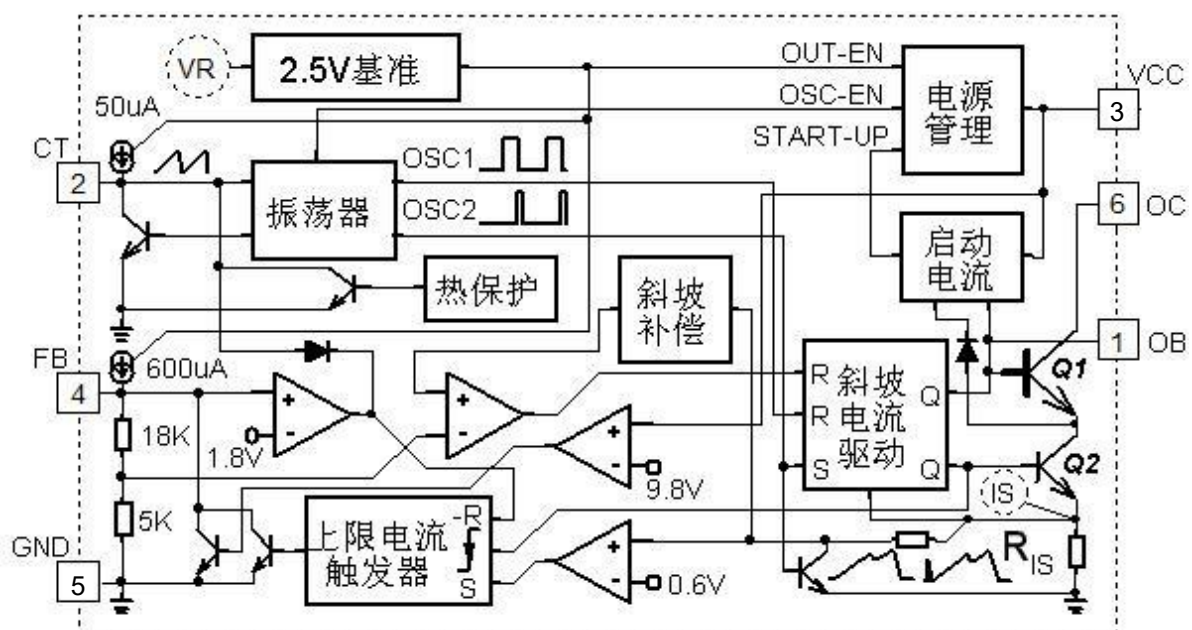 VR
2.5V基准
OUT-EN
OSC-EN
START-UP
电源
管理
VCC
3
50uA
CT
2
OSC1
OSC2
振荡器
6
OC
启动
电流
热保护
斜坡
补偿
FB
4
600uA
1
OB
+
-
1.8V
+
-
R
R
S
斜坡
电流
驱动
Q
Q
Q1
Q2
18K
+
-
9.8V
IS
5K
GND
5
上限电流
触发器
-R
S
+
-
0.6V
RIS